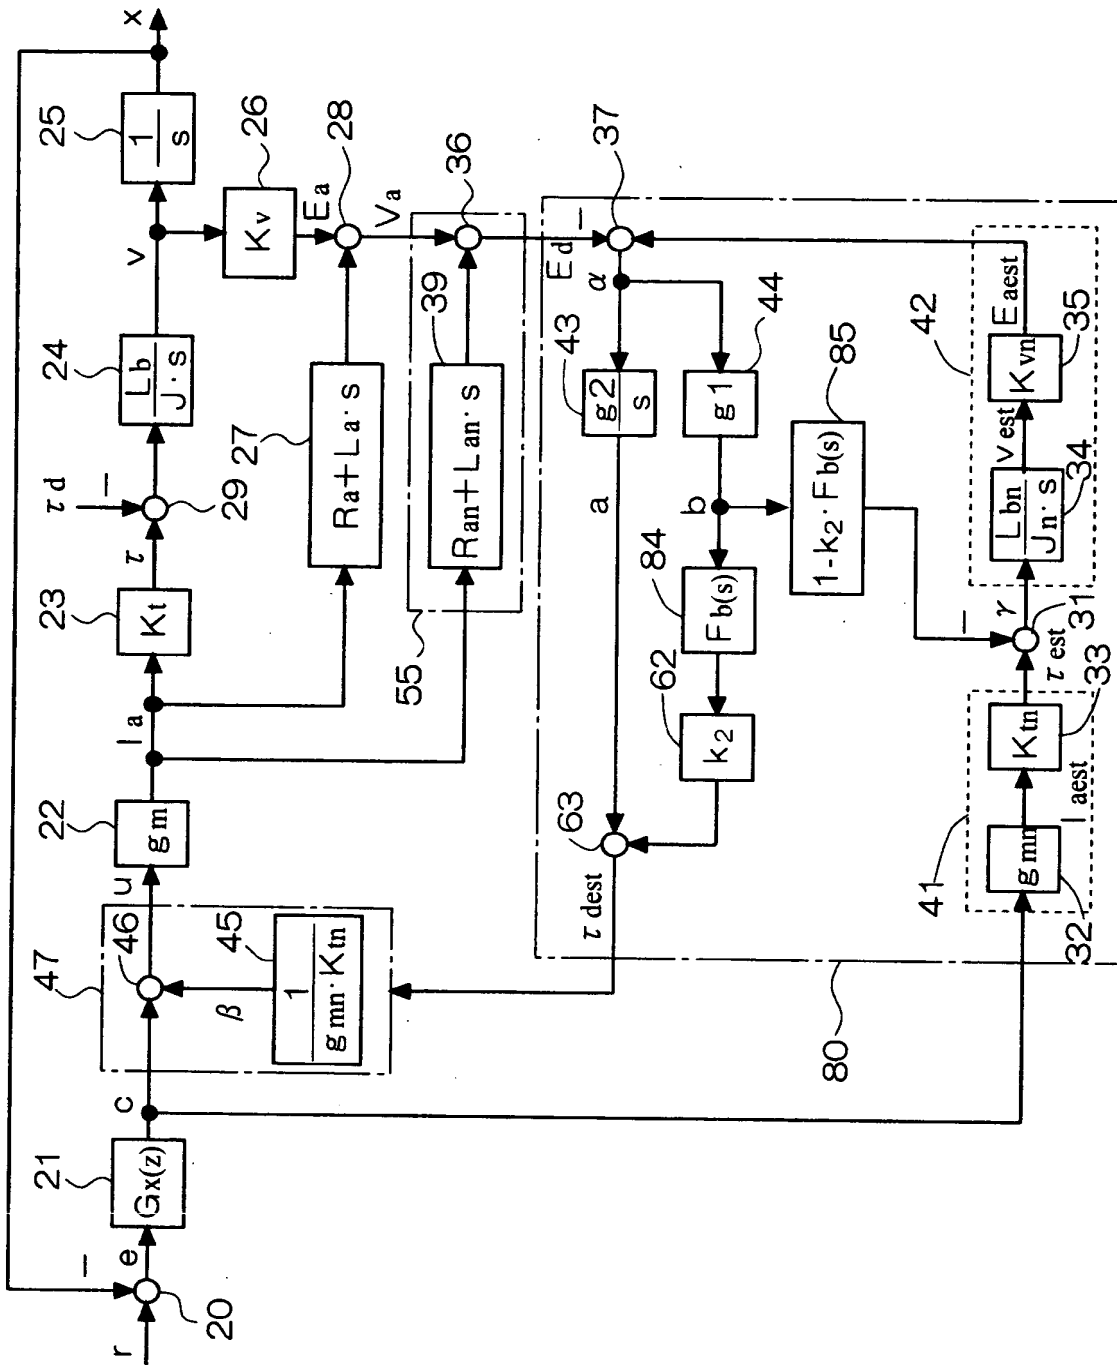 r
e
20
−
21
Gx(z)
c
47
46
45
β
1
gmn·Ktn
u
22
gm
Ia
23
Kt
τ
τd
−
29
24
Lb
J·s
v
25
1
s
x
26
Kv
Ea
28
Va
27
Ra+La·s
55
39
Ran+Lan·s
36
Ed
−
37
α
43
g2
s
44
g1
a
b
84
Fb(s)
62
k2
63
τdest
85
1-k2·Fb(s)
80
41
32
gmn
Iaest
Ktn
33
τest
−
γ
31
42
Lbn
Jn·s
34
vest
Kvn
35
Eaest